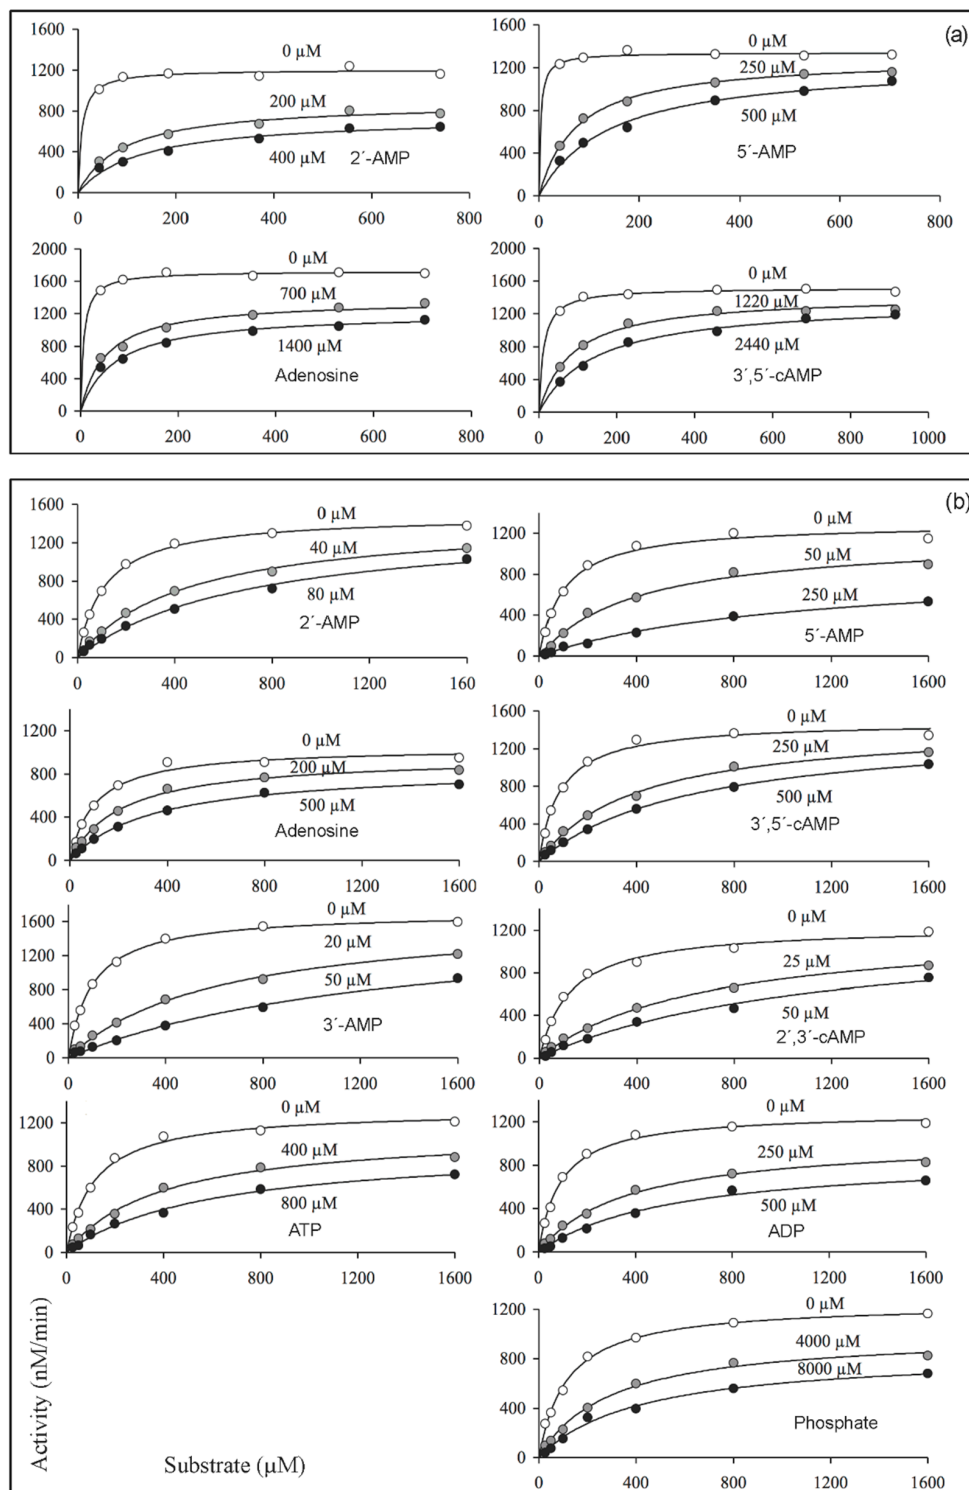 (a)
1600
1200
800
400
0
0 µM
200 µM
400 µM
2´-AMP
0 200 400 600 800
1600
1200
800
400
0
0 µM
250 µM
500 µM
5´-AMP
0 200 400 600 800
2000
1600
1200
800
400
0
0 µM
700 µM
1400 µM
Adenosine
0 200 400 600 800
2000
1600
1200
800
400
0
0 µM
1220 µM
2440 µM
3´,5´-cAMP
0 200 400 600 800 1000
(b)
1600
1200
800
400
0
0 µM
40 µM
80 µM
2´-AMP
0 400 800 1200 160
1200
800
400
0
0 µM
50 µM
250 µM
5´-AMP
0 400 800 1200 1600
1200
800
400
0
0 µM
200 µM
500 µM
Adenosine
0 400 800 1200 1600
1600
1200
800
400
0
0 µM
250 µM
500 µM
3´,5´-cAMP
0 400 800 1200 1600
1600
1200
800
400
0
0 µM
20 µM
50 µM
3´-AMP
0 400 800 1200 1600
1200
800
400
0
0 µM
25 µM
50 µM
2´,3´-cAMP
0 400 800 1200 1600
1200
800
400
0
0 µM
400 µM
800 µM
ATP
0 400 800 1200 1600
1200
800
400
0
0 µM
250 µM
500 µM
ADP
0 400 800 1200 1600
1200
800
400
0
0 µM
4000 µM
8000 µM
Phosphate
0 400 800 1200 1600
Activity (nM/min)
Substrate (µM)